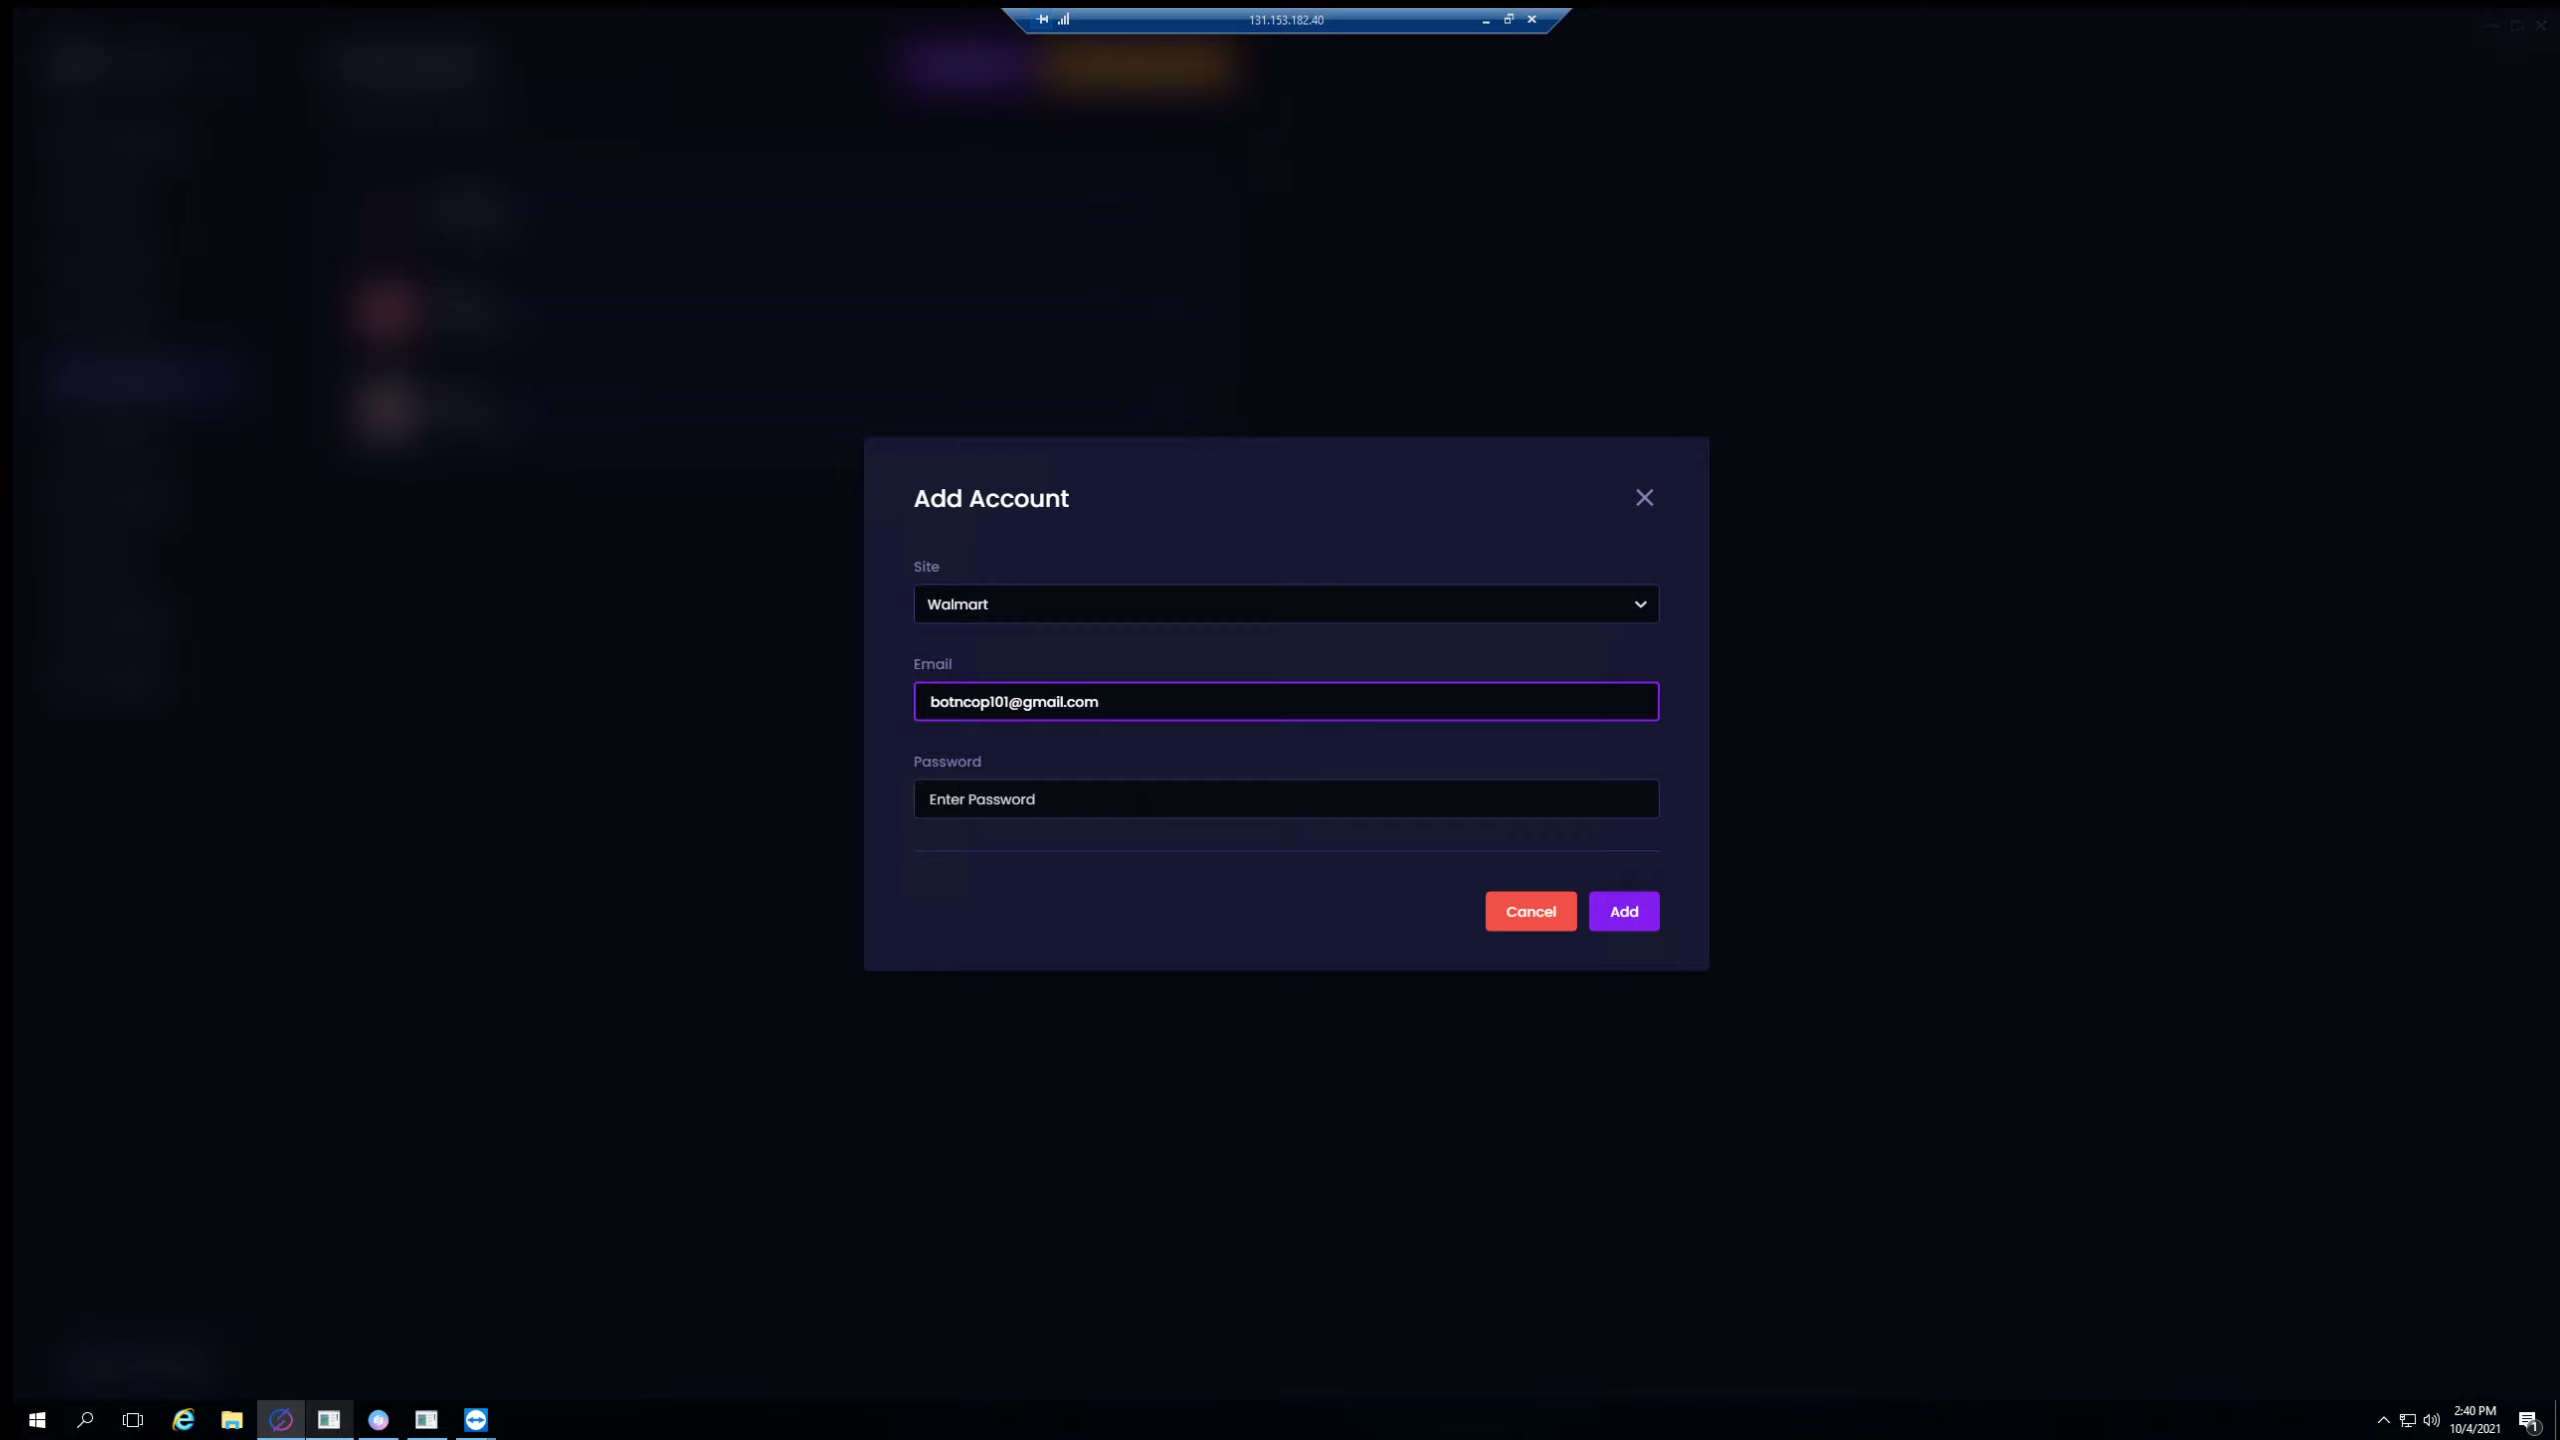 131.153.182.40
Add Account
Site
Walmart
Email
botncop101@gmail.com
Password
Enter Password
Cancel
Add
2:40 PM
10/4/2021
1